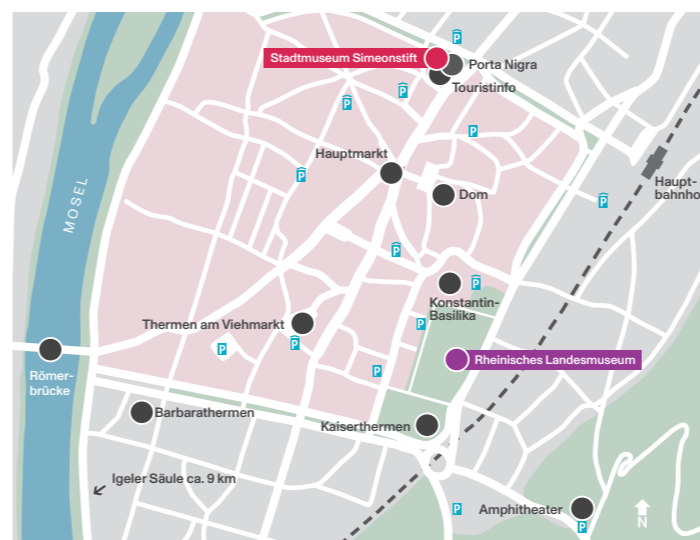 Stadtmuseum Simeonstift
Porta Nigra
Touristinfo
Hauptmarkt
Haupt-
bahnhof
Dom
MOSEL
Konstantin-
Basilika
Thermen am Viehmarkt
Rheinisches Landesmuseum
Römer-
brücke
Barbarathermen
Kaiserthermen
Igeler Säule ca. 9 km
Amphitheater
N
P
P
P
P
P
P
P
P
P
P
P
P
P
P